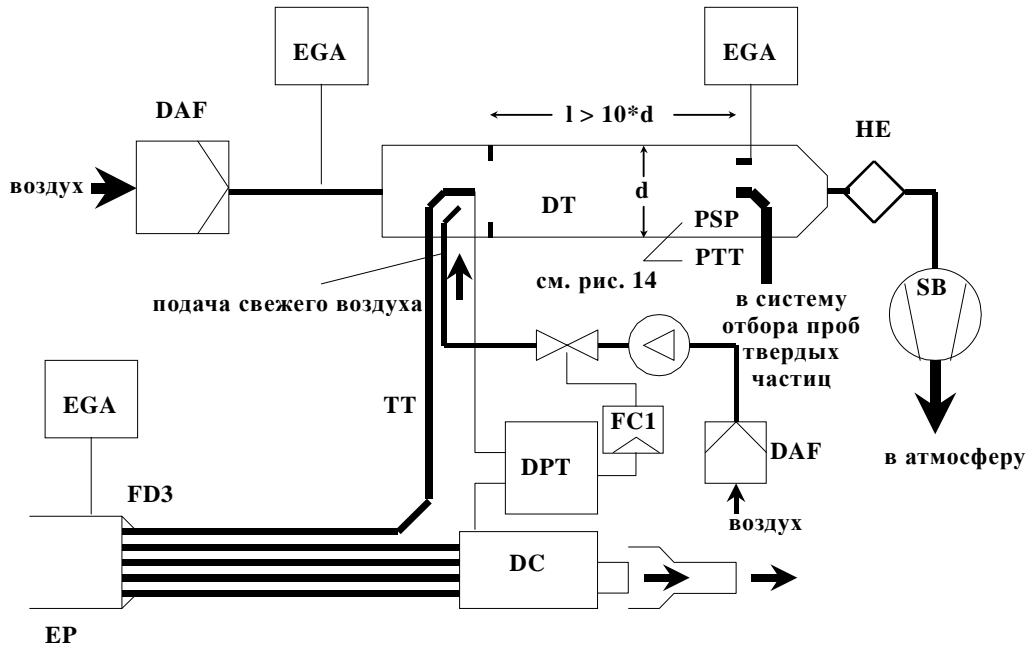 EGA
EGA
DAF
l > 10*d
HE
воздух
d
DT
PSP
PTT
см. рис. 14
подача свежего воздуха
в систему
отбора проб
твердых
частиц
SB
EGA
TT
FC1
DPT
DAF
в атмосферу
FD3
воздух
DC
EP